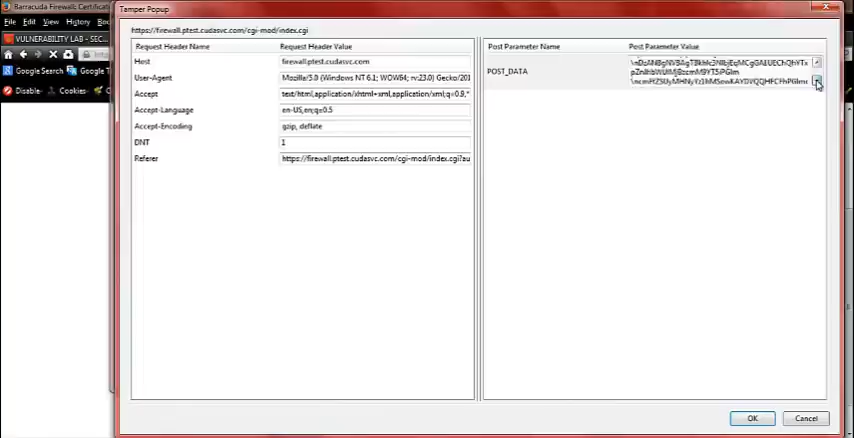 Barracuda Firewall: Certifica
Tamper Popup
File Edit View History B
https://firewall.ptest.cudasvc.com/cgi-mod/index.cgi
VULNERABILITY LAB - SEC...
Request Header Name Request Header Value
Post Parameter Name Post Parameter Value
Host firewall.ptest.cudasvc.com
Google Search Google T
User-Agent Mozilla/5.0 (Windows NT 6.1; WOW64; rv:23.0) Gecko/201
POST_DATA
Disable Cookies
Accept text/html,application/xhtml+xml,application/xml;q=0.9,*
Accept-Language en-US,en;q=0.5
Accept-Encoding gzip, deflate
DNT 1
Referer https://firewall.ptest.cudasvc.com/cgi-mod/index.cgi?au
OK Cancel